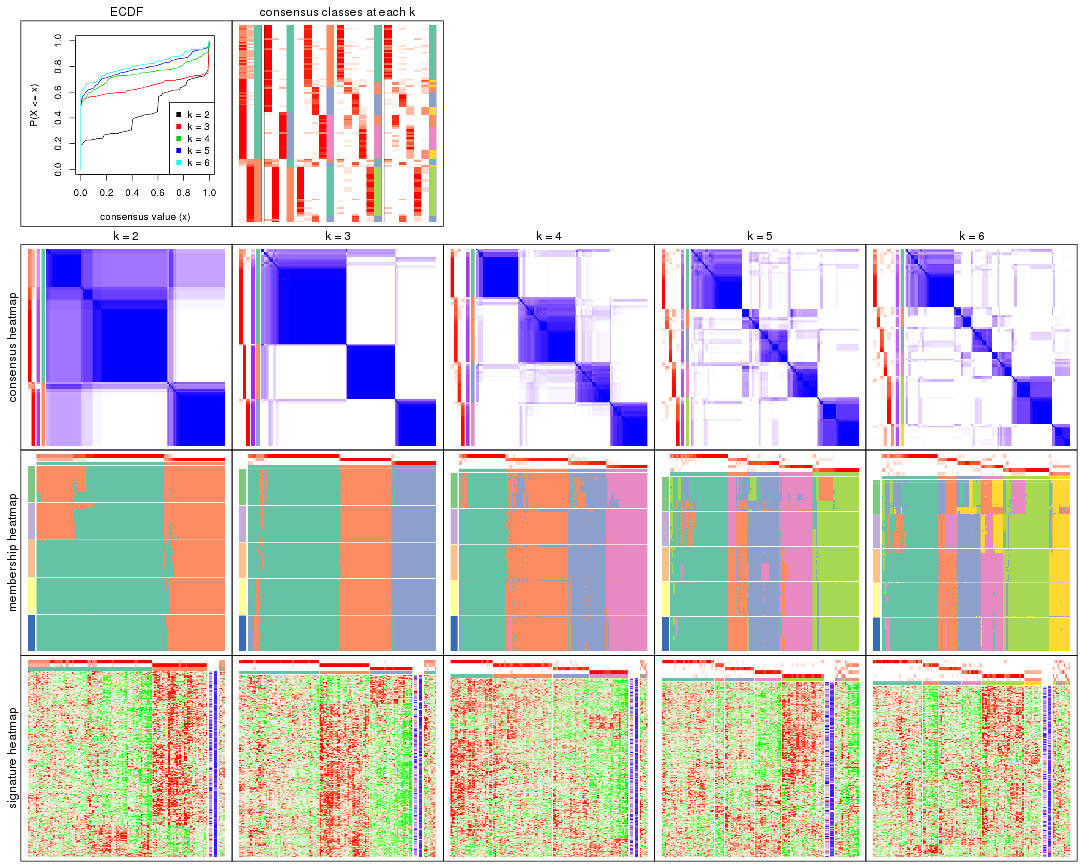 ECDF
consensus classes at each k
P(X <= x)
1.0
0.8
0.6
0.4
0.2
0.0
k = 2
k = 3
k = 4
k = 5
k = 6
0.0 0.2 0.4 0.6 0.8 1.0
consensus value (x)
k = 2 k = 3 k = 4 k = 5 k = 6
consensus heatmap
membership heatmap
signature heatmap